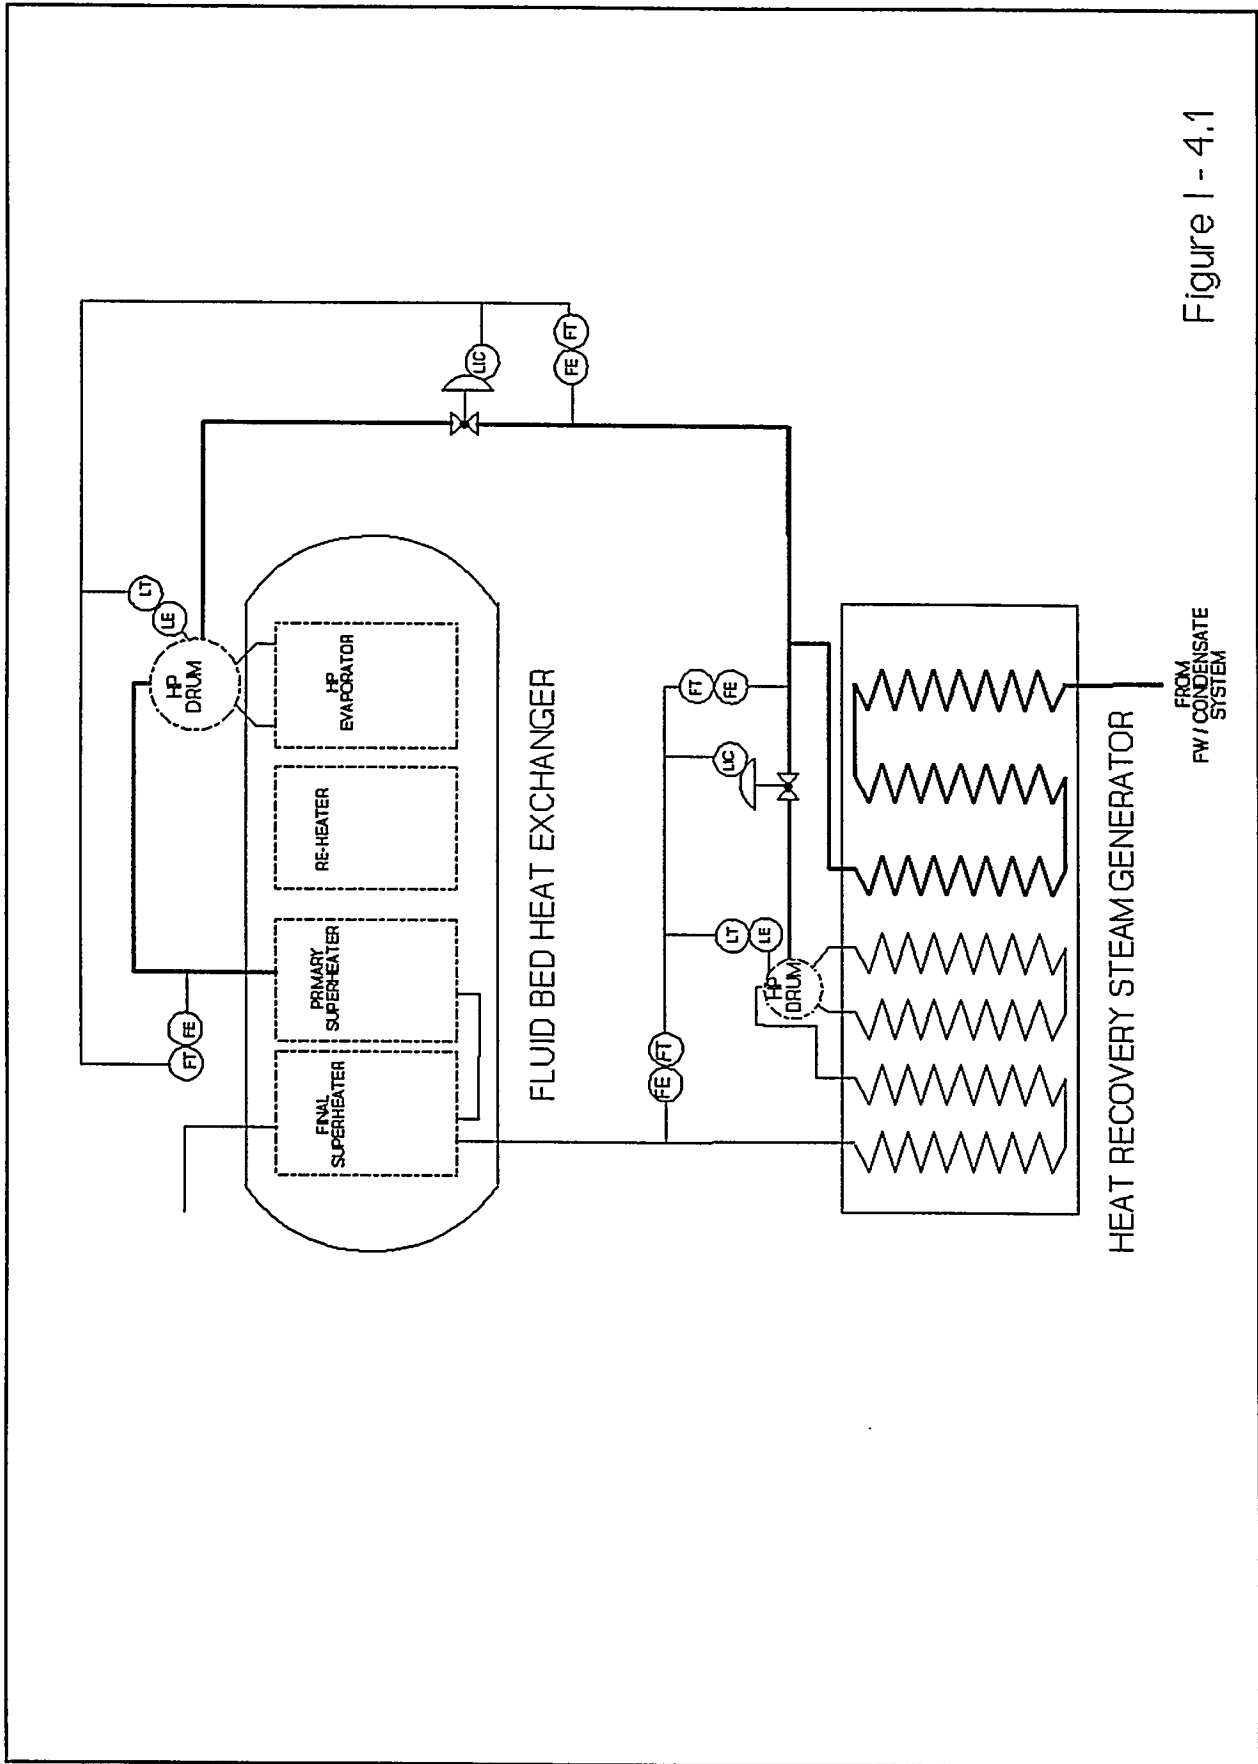 LT
LE
HP
DRUM
LIC
FT
FE
FT
FE
FINAL
SUPERHEATER
PRIMARY
SUPERHEATER
RE-HEATER
HP
EVAPORATOR
FLUID BED HEAT EXCHANGER
FE
FT
LT
LE
HP
DRUM
LIC
FT
FE
HEAT RECOVERY STEAM GENERATOR
FROM
FW / CONDENSATE
SYSTEM
Figure I - 4.1